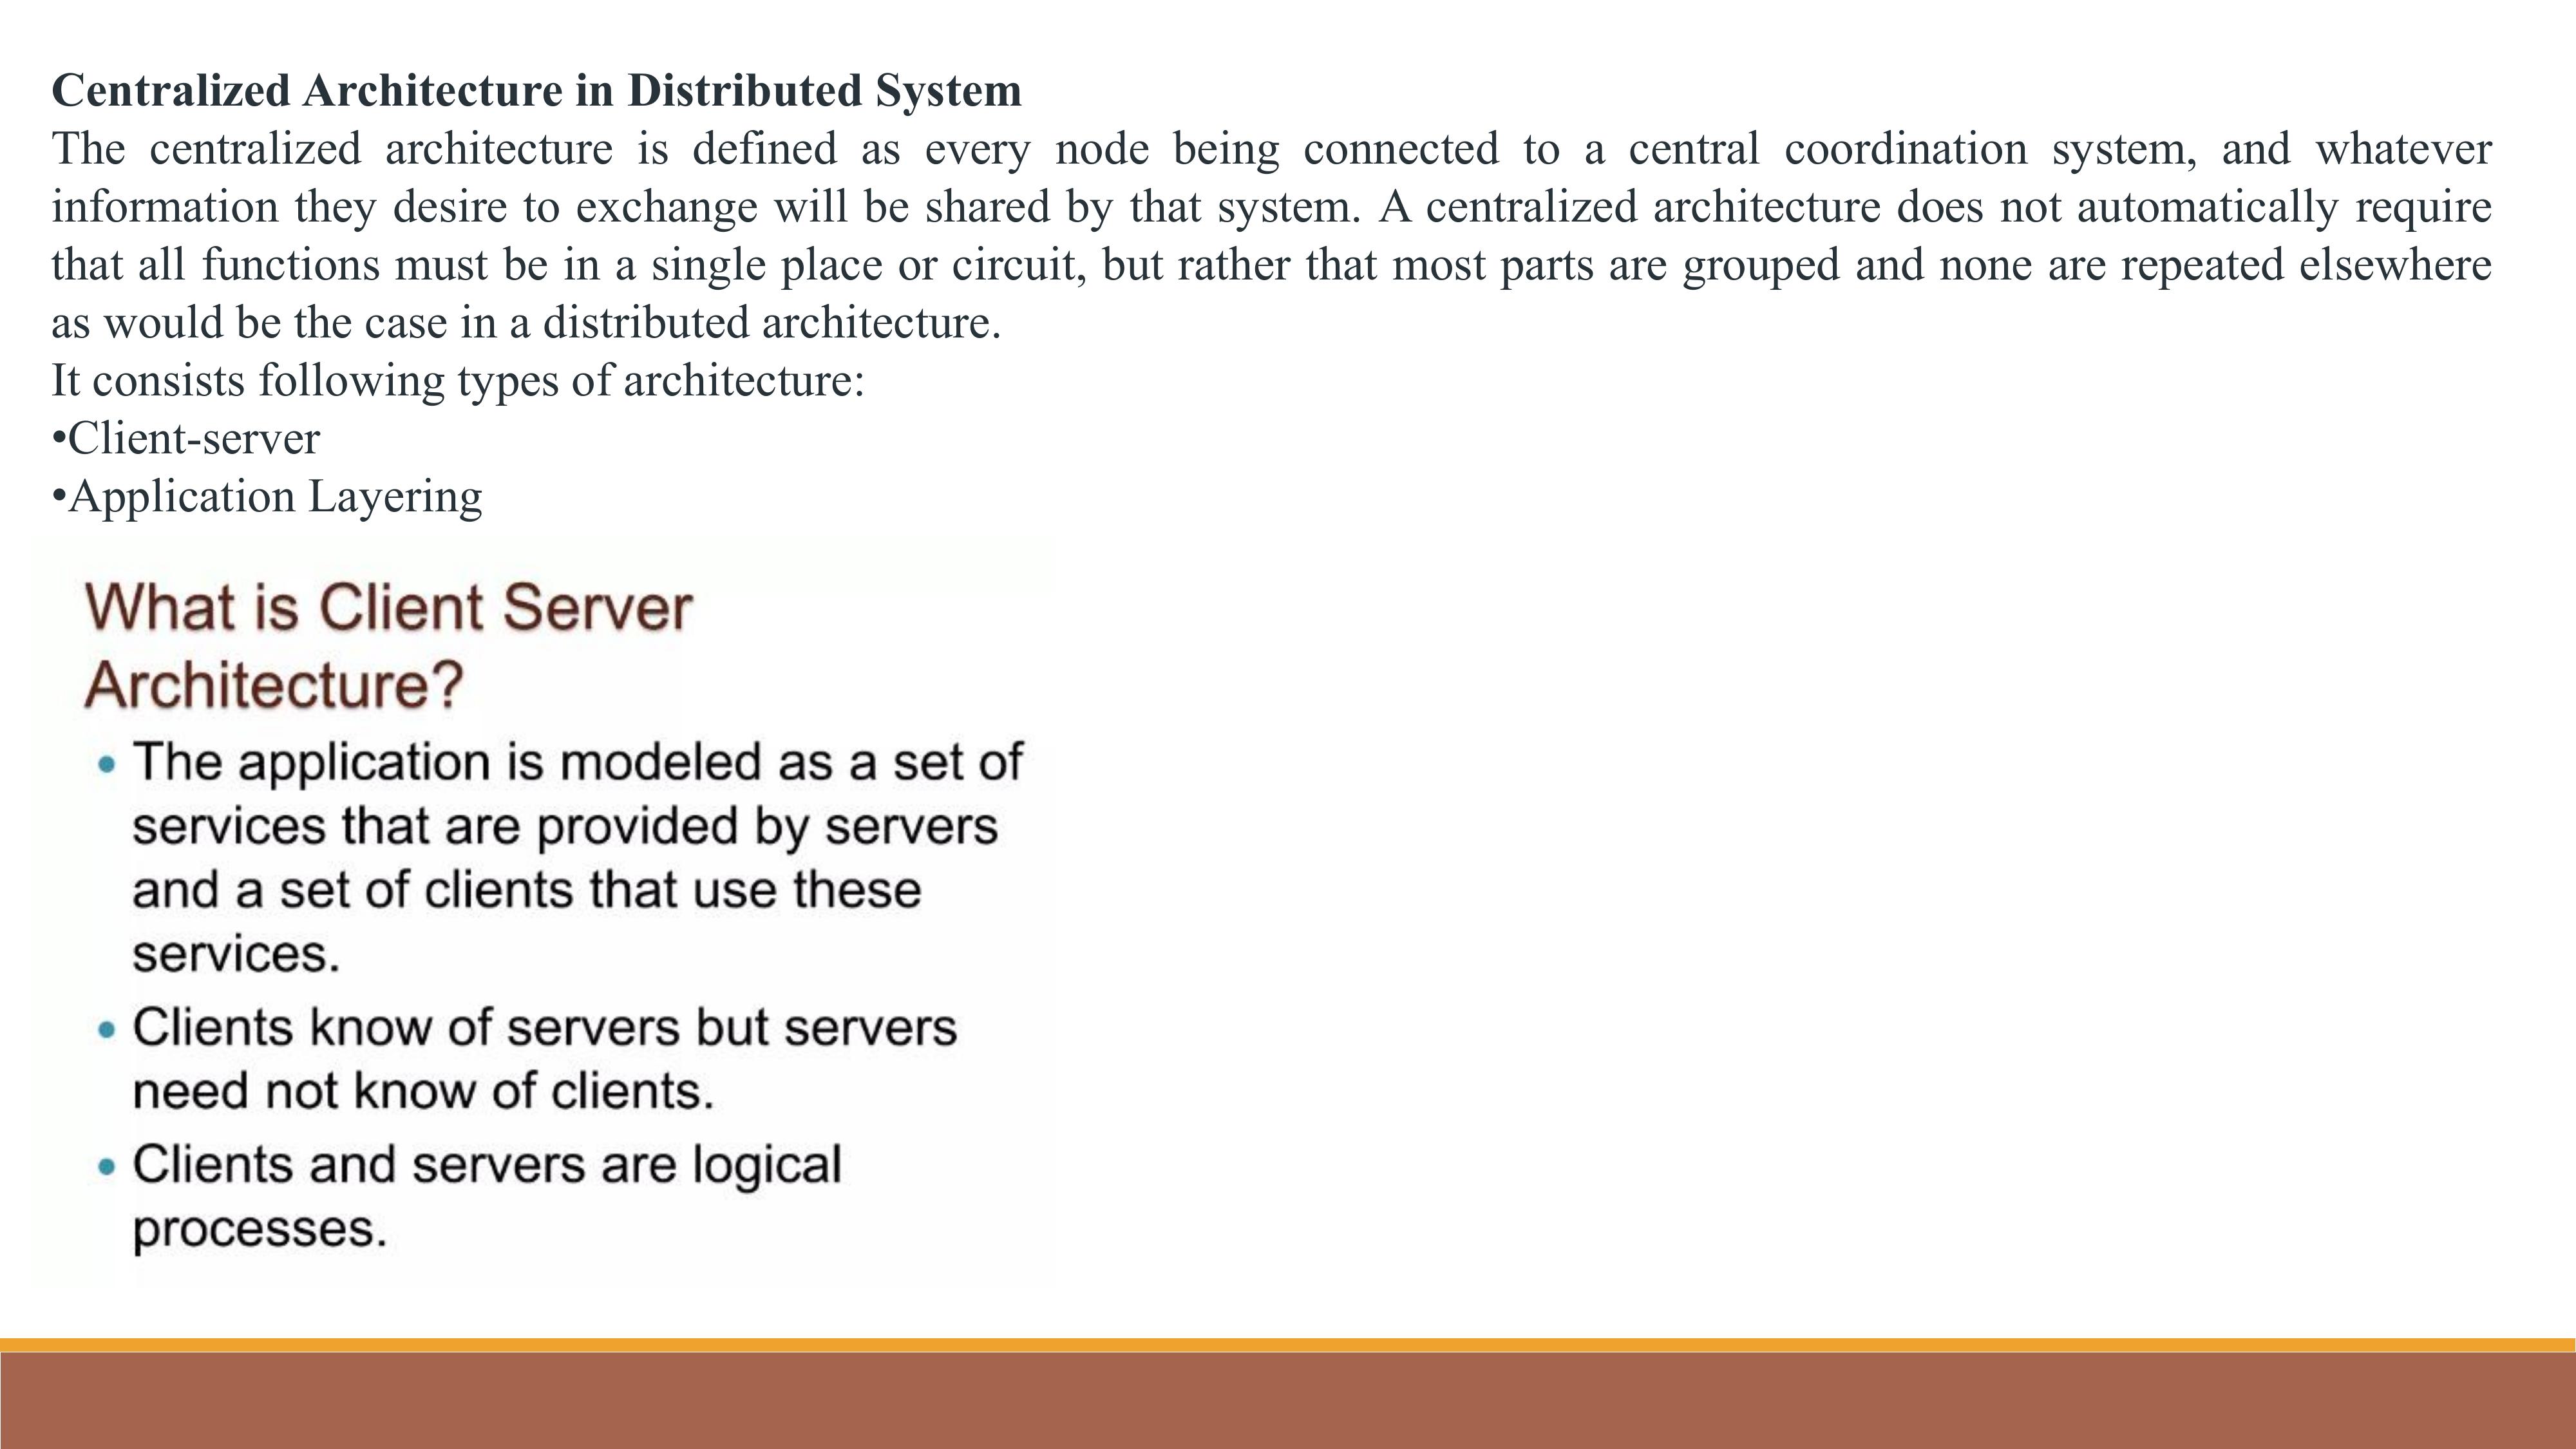 Centralized Architecture in Distributed System
The centralized architecture is defined as every node being connected to a central coordination system, and whatever
information they desire to exchange will be shared by that system. A centralized architecture does not automatically require
that all functions must be in a single place or circuit, but rather that most parts are grouped and none are repeated elsewhere
as would be the case in a distributed architecture.
It consists following types of architecture:
•Client-server
•Application Layering
What is Client Server
Architecture?
• The application is modeled as a set of
services that are provided by servers
and a set of clients that use these
services.
• Clients know of servers but servers
need not know of clients.
• Clients and servers are logical
processes.